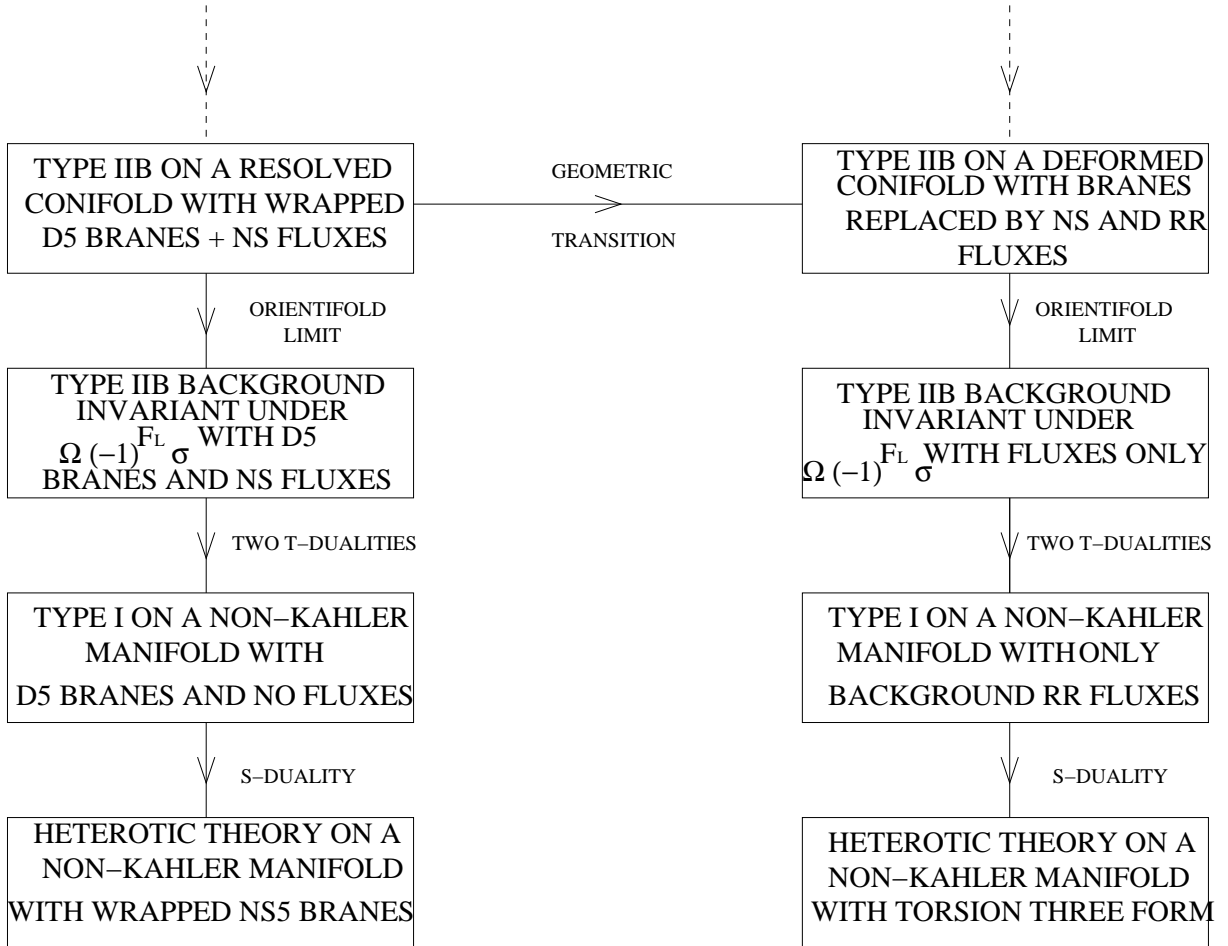 TYPE IIB ON A RESOLVED
CONIFOLD WITH WRAPPED
D5 BRANES + NS FLUXES
GEOMETRIC
TRANSITION
TYPE IIB ON A DEFORMED
CONIFOLD WITH BRANES
REPLACED BY NS AND RR
FLUXES
ORIENTIFOLD
LIMIT
ORIENTIFOLD
LIMIT
TYPE IIB BACKGROUND
INVARIANT UNDER
Ω (−1)^FL σ WITH D5
BRANES AND NS FLUXES
TYPE IIB BACKGROUND
INVARIANT UNDER
Ω (−1)^FL σ WITH FLUXES ONLY
TWO T−DUALITIES
TWO T−DUALITIES
TYPE I ON A NON−KAHLER
MANIFOLD WITH
D5 BRANES AND NO FLUXES
TYPE I ON A NON−KAHLER
MANIFOLD WITH ONLY
BACKGROUND RR FLUXES
S−DUALITY
S−DUALITY
HETEROTIC THEORY ON A
NON−KAHLER MANIFOLD
WITH WRAPPED NS5 BRANES
HETEROTIC THEORY ON A
NON−KAHLER MANIFOLD
WITH TORSION THREE FORM